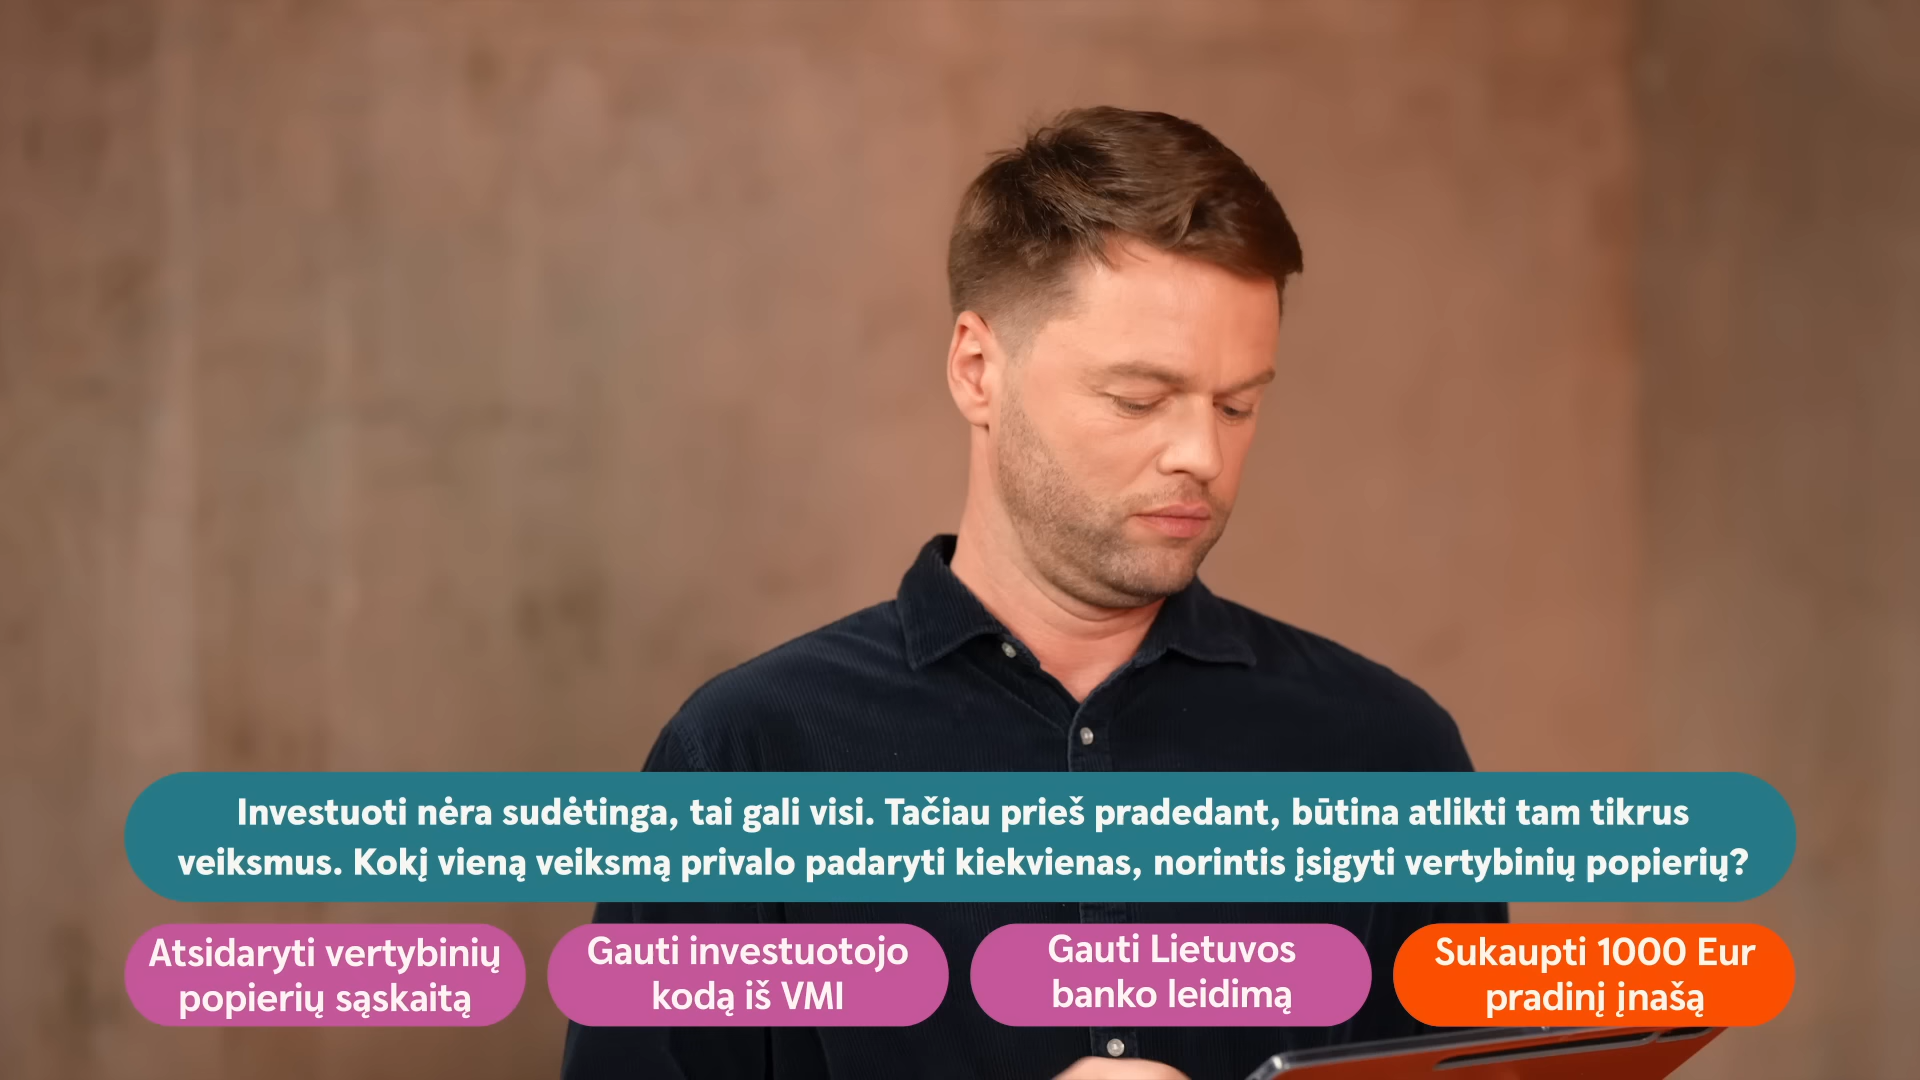 Investuoti nėra sudėtinga, tai gali visi. Tačiau prieš pradedant, būtina atlikti tam tikrus
veiksmus. Kokį vieną veiksmą privalo padaryti kiekvienas, norintis įsigyti vertybinių popierių?
Atsidaryti vertybinių
popierių sąskaitą
Gauti investuotojo
kodą iš VMI
Gauti Lietuvos
banko leidimą
Sukaupti 1000 Eur
pradinį įnašą